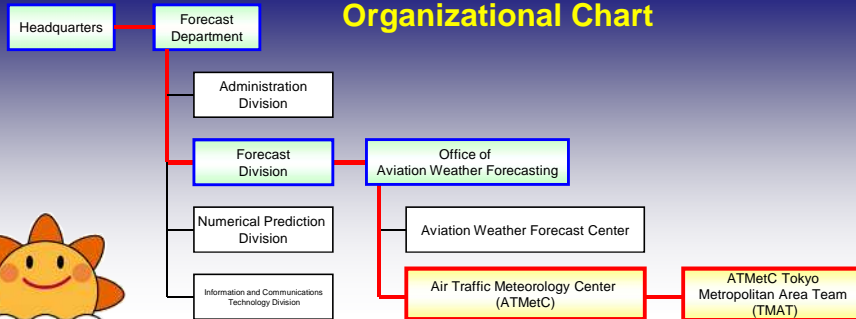 Organizational Chart
Headquarters
Forecast
Department
Administration
Division
Forecast
Division
Office of
Aviation Weather Forecasting
Numerical Prediction
Division
Aviation Weather Forecast Center
Information and Communications
Technology Division
Air Traffic Meteorology Center
(ATMetC)
ATMetC Tokyo
Metropolitan Area Team
(TMAT)